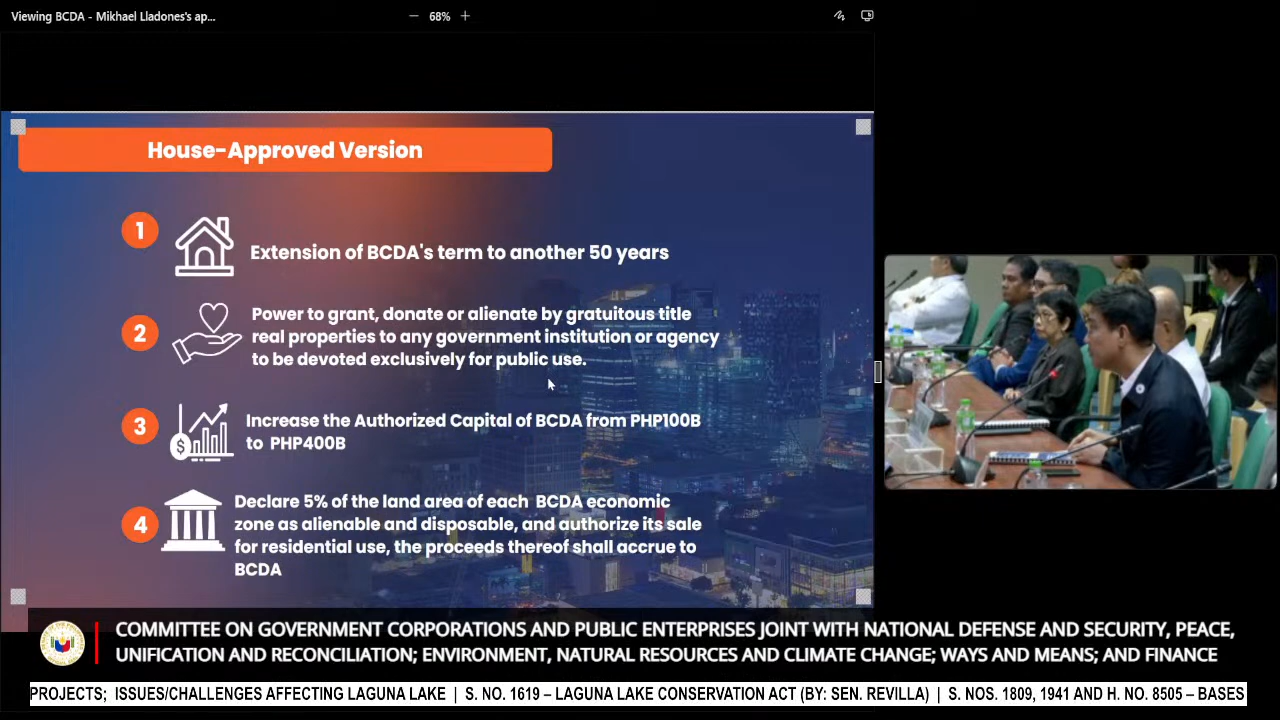 Viewing BCDA - Mikhael Lladones's ap...
— 68% +
House-Approved Version
1
Extension of BCDA's term to another 50 years
2
Power to grant, donate or alienate by gratuitous title
real properties to any government institution or agency
to be devoted exclusively for public use.
3
Increase the Authorized Capital of BCDA from PHP100B
to PHP400B
4
Declare 5% of the land area of each BCDA economic
zone as alienable and disposable, and authorize its sale
for residential use, the proceeds thereof shall accrue to
BCDA
COMMITTEE ON GOVERNMENT CORPORATIONS AND PUBLIC ENTERPRISES JOINT WITH NATIONAL DEFENSE AND SECURITY, PEACE,
UNIFICATION AND RECONCILIATION; ENVIRONMENT, NATURAL RESOURCES AND CLIMATE CHANGE; WAYS AND MEANS; AND FINANCE
PROJECTS; ISSUES/CHALLENGES AFFECTING LAGUNA LAKE | S. NO. 1619 – LAGUNA LAKE CONSERVATION ACT (BY: SEN. REVILLA) | S. NOS. 1809, 1941 AND H. NO. 8505 – BASES